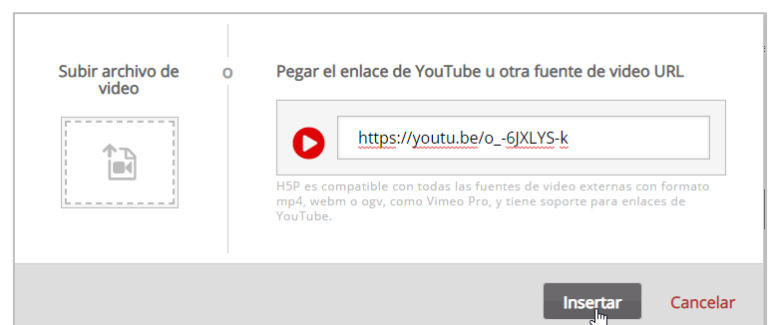 Subir archivo de
video
o
Pegar el enlace de YouTube u otra fuente de video URL
https://youtu.be/o_-6JXLYS-k
H5P es compatible con todas las fuentes de video externas con formato
mp4, webm o ogv, como Vimeo Pro, y tiene soporte para enlaces de
YouTube.
Insertar
Cancelar